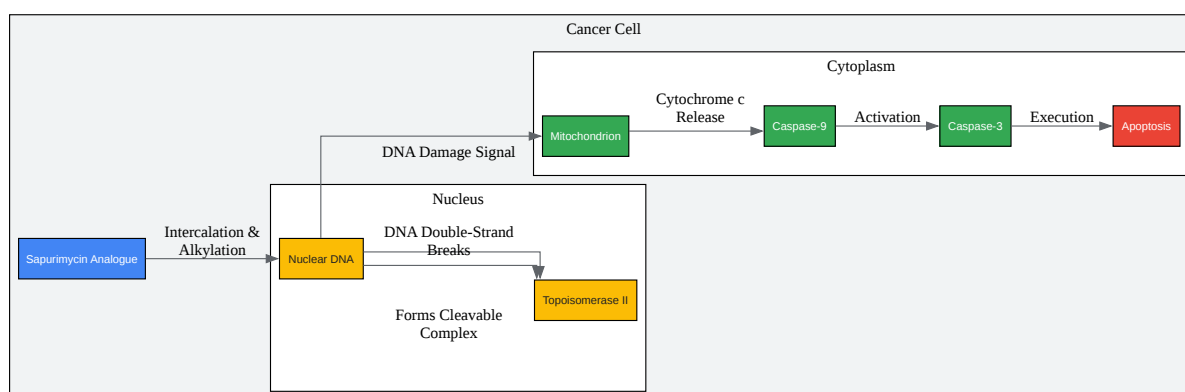 Cancer Cell
Cytoplasm
Cytochrome c
Release
Mitochondrion
Caspase-9
Activation
Caspase-3
Execution
Apoptosis
DNA Damage Signal
Nucleus
Intercalation &
Alkylation
DNA Double-Strand
Breaks
Sapurimycin Analogue
Nuclear DNA
Topoisomerase II
Forms Cleavable
Complex